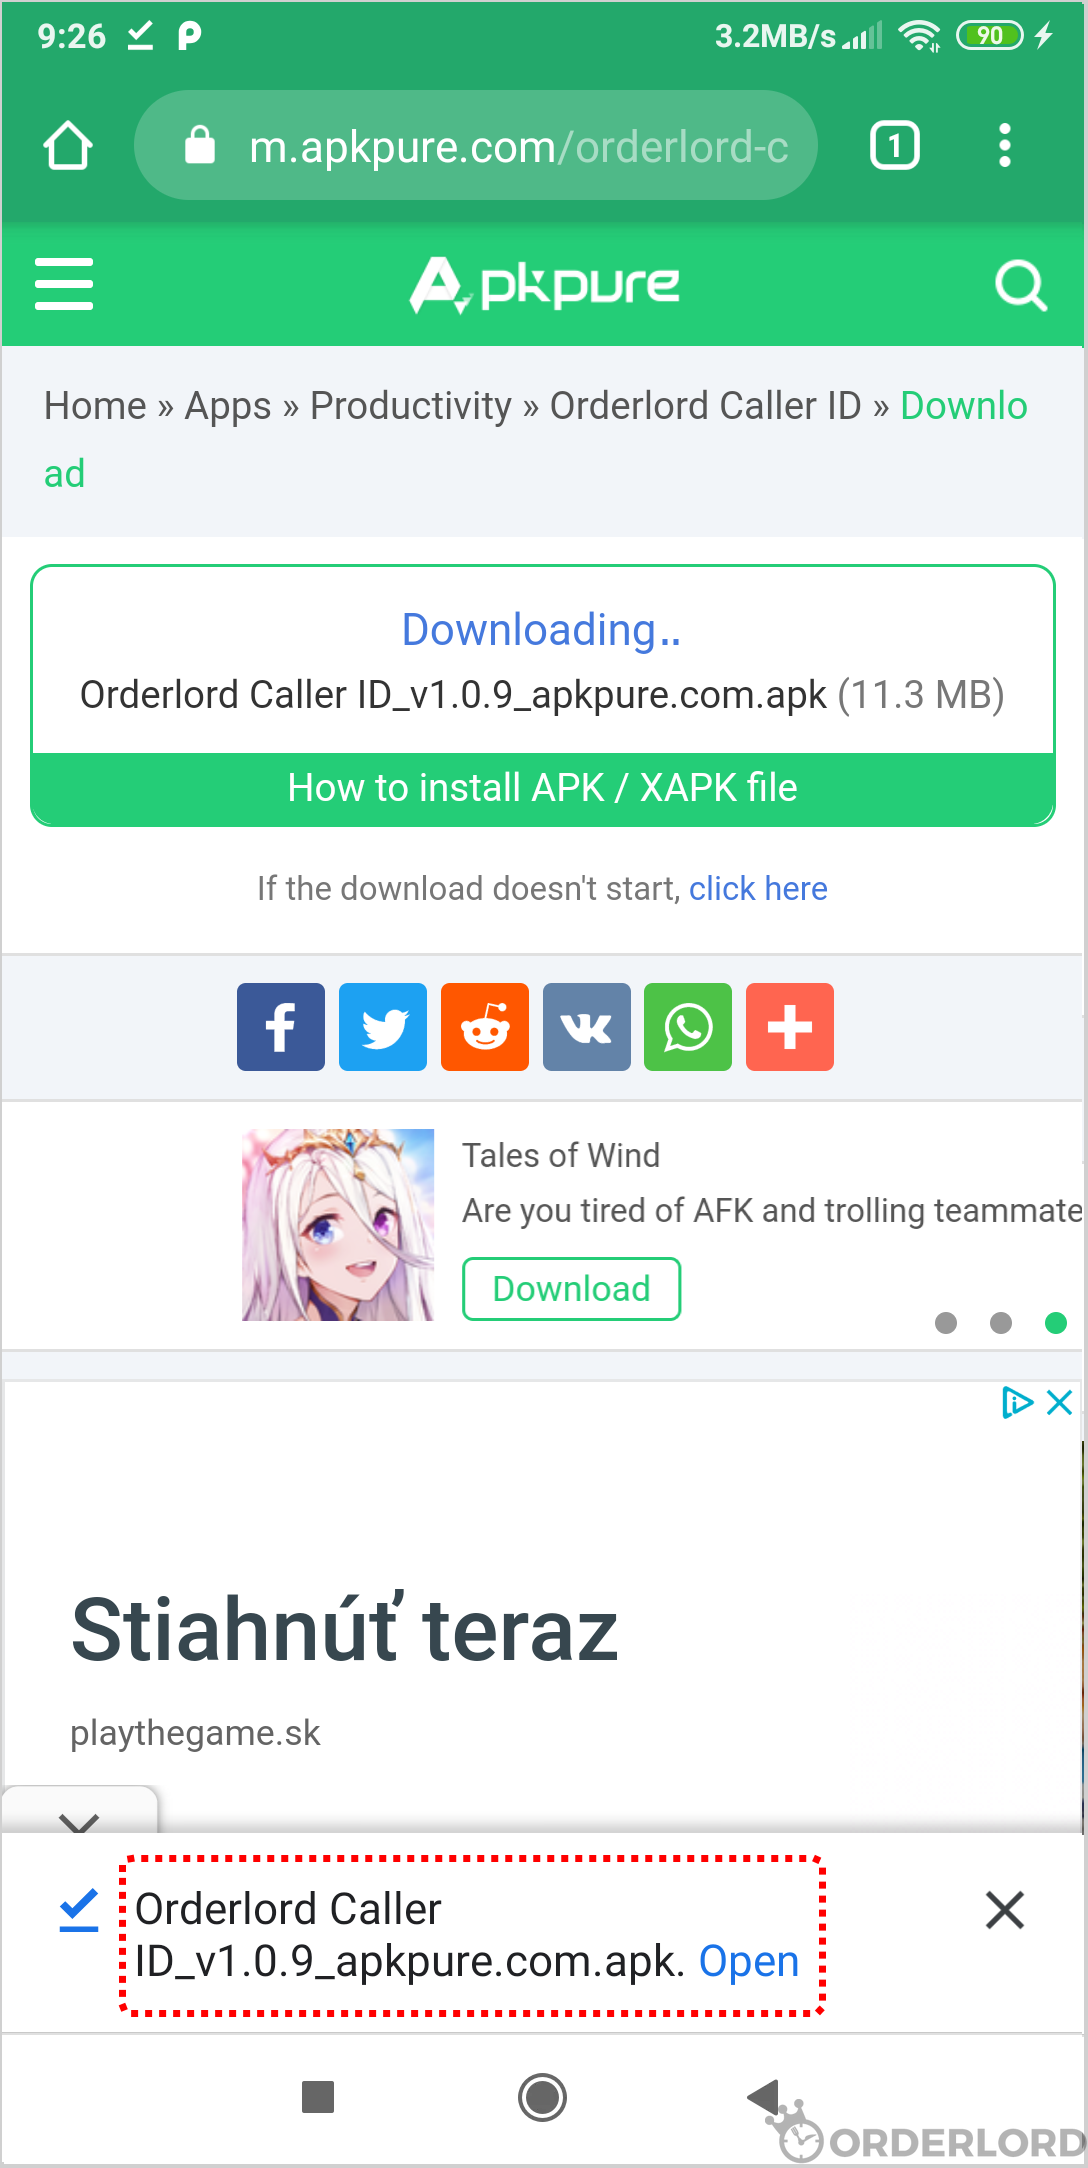 9:26 3.2MB/s 90
m.apkpure.com/orderlord-c 1
Apkpure
Home » Apps » Productivity » Orderlord Caller ID » Downlo
ad
Downloading..
Orderlord Caller ID_v1.0.9_apkpure.com.apk (11.3 MB)
How to install APK / XAPK file
If the download doesn't start, click here
Tales of Wind
Are you tired of AFK and trolling teammate
Download
Stiahnúť teraz
playthegame.sk
Orderlord Caller
ID_v1.0.9_apkpure.com.apk. Open
ORDERLORD